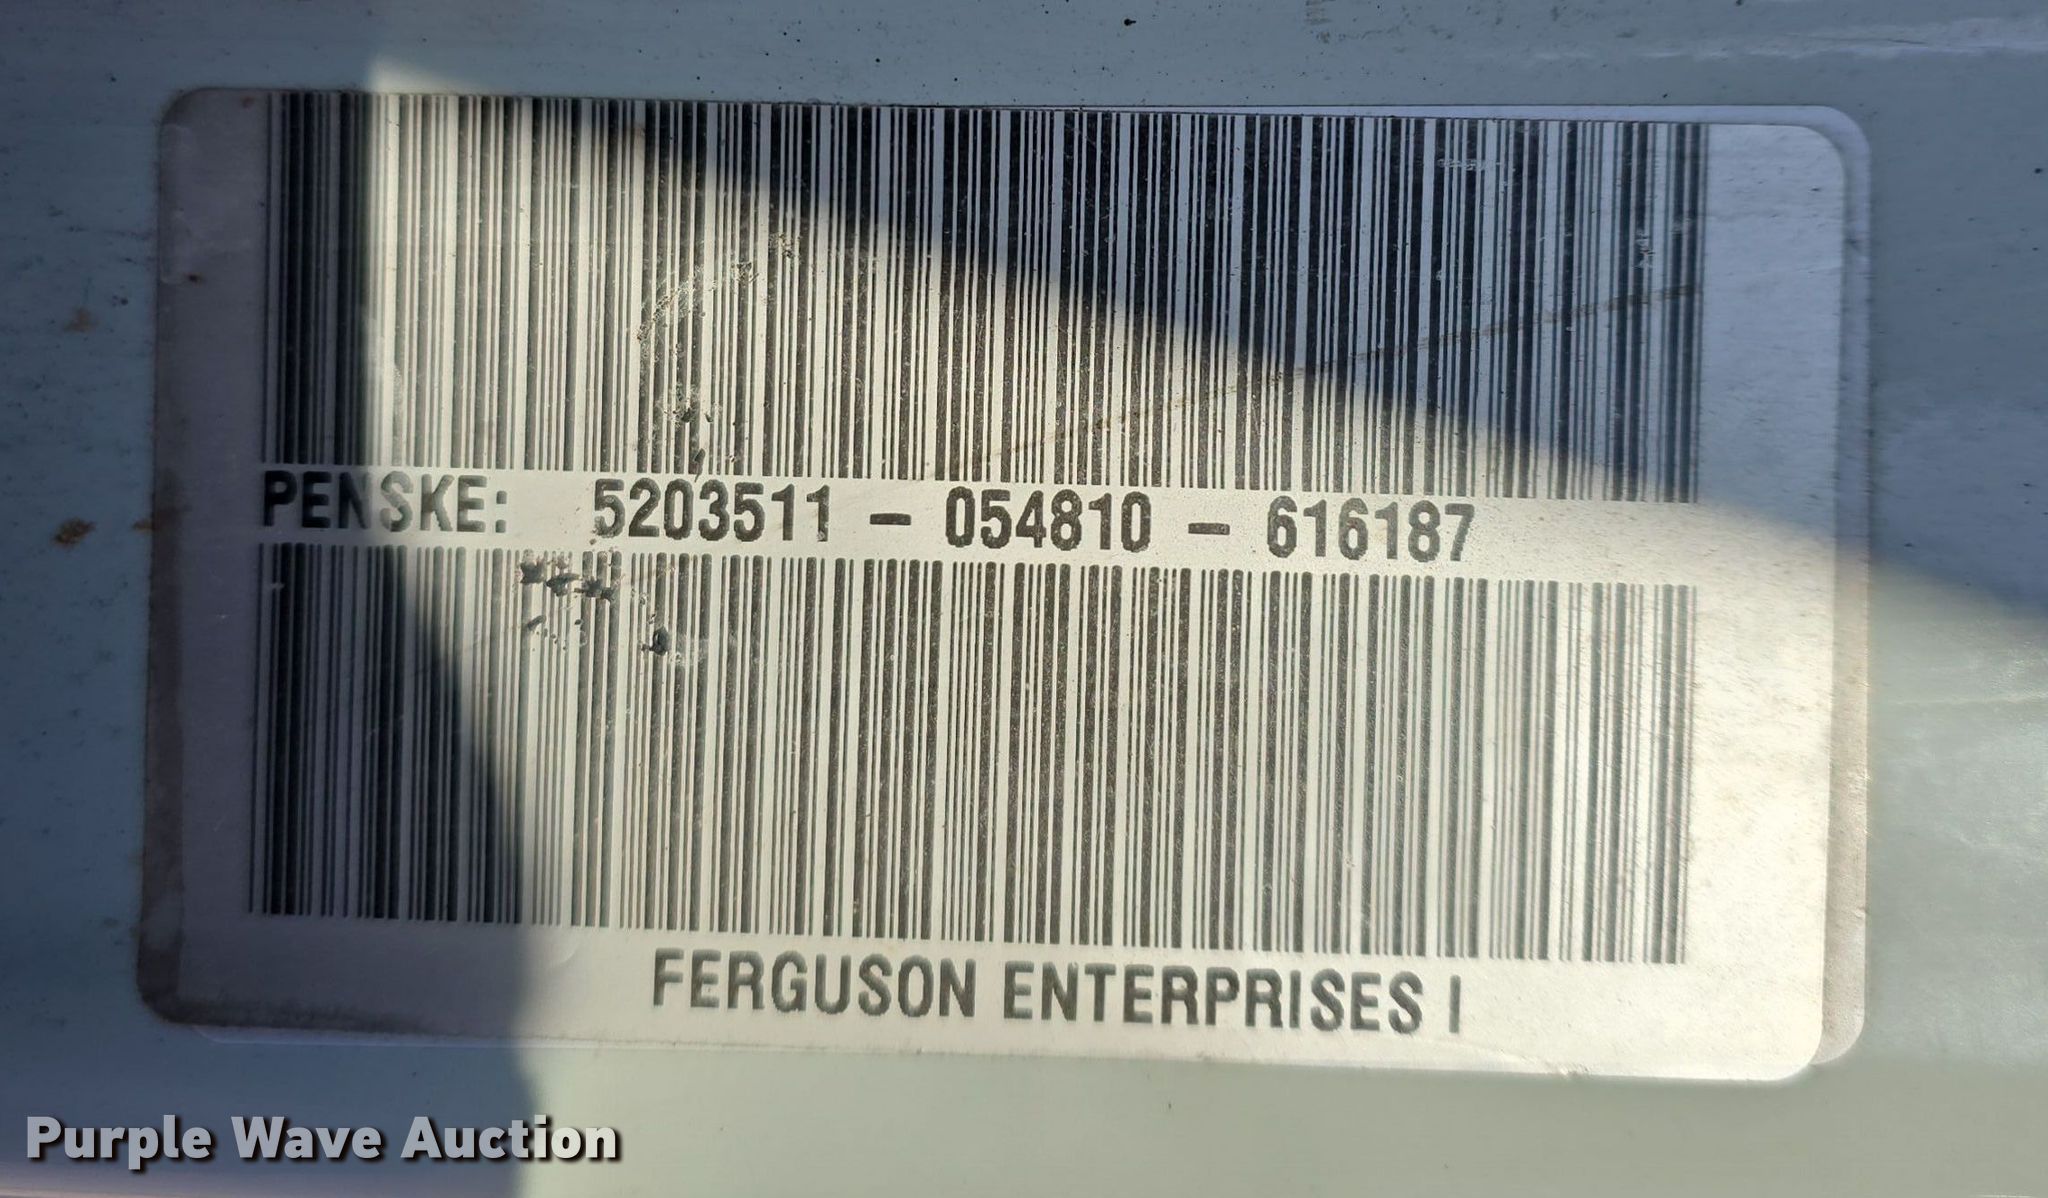 PENSKE: 5203511 - 054810 - 616187
FERGUSON ENTERPRISES I
Purple Wave Auction